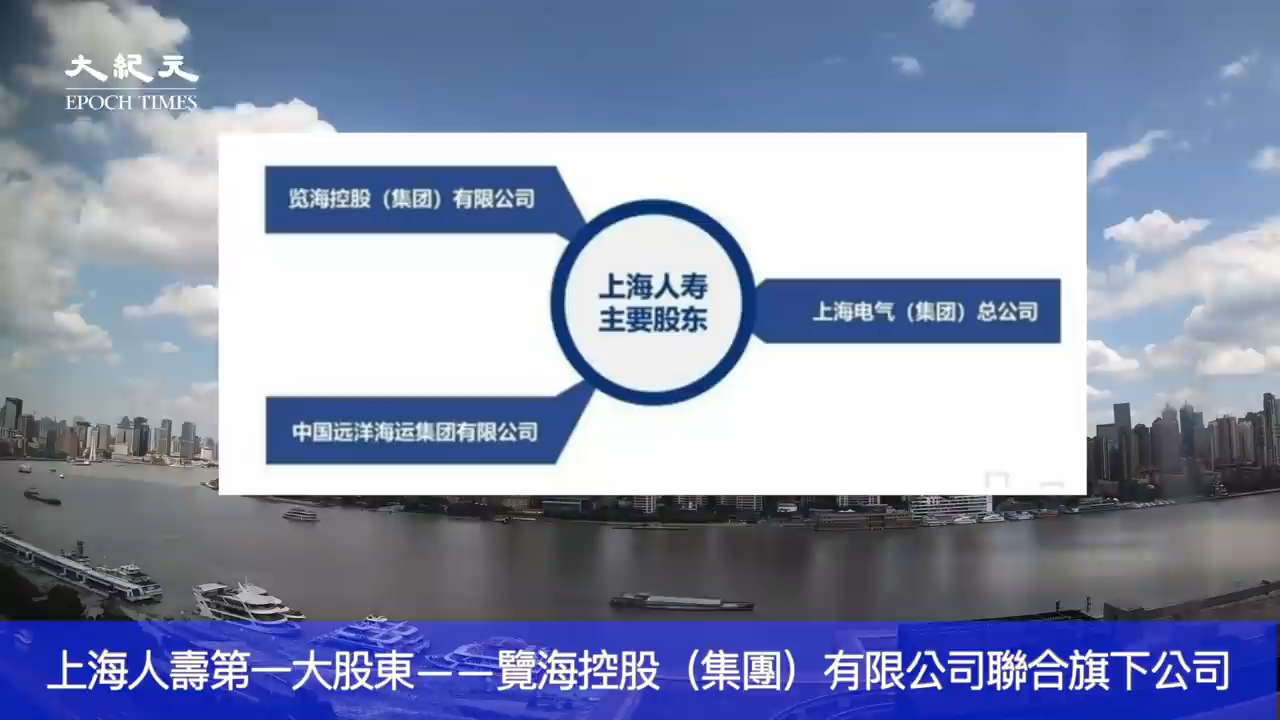 大紀元
EPOCH TIMES
览海控股（集团）有限公司
上海人寿
主要股东
上海电气（集团）总公司
中国远洋海运集团有限公司
上海人壽第一大股東——覽海控股（集團）有限公司聯合旗下公司